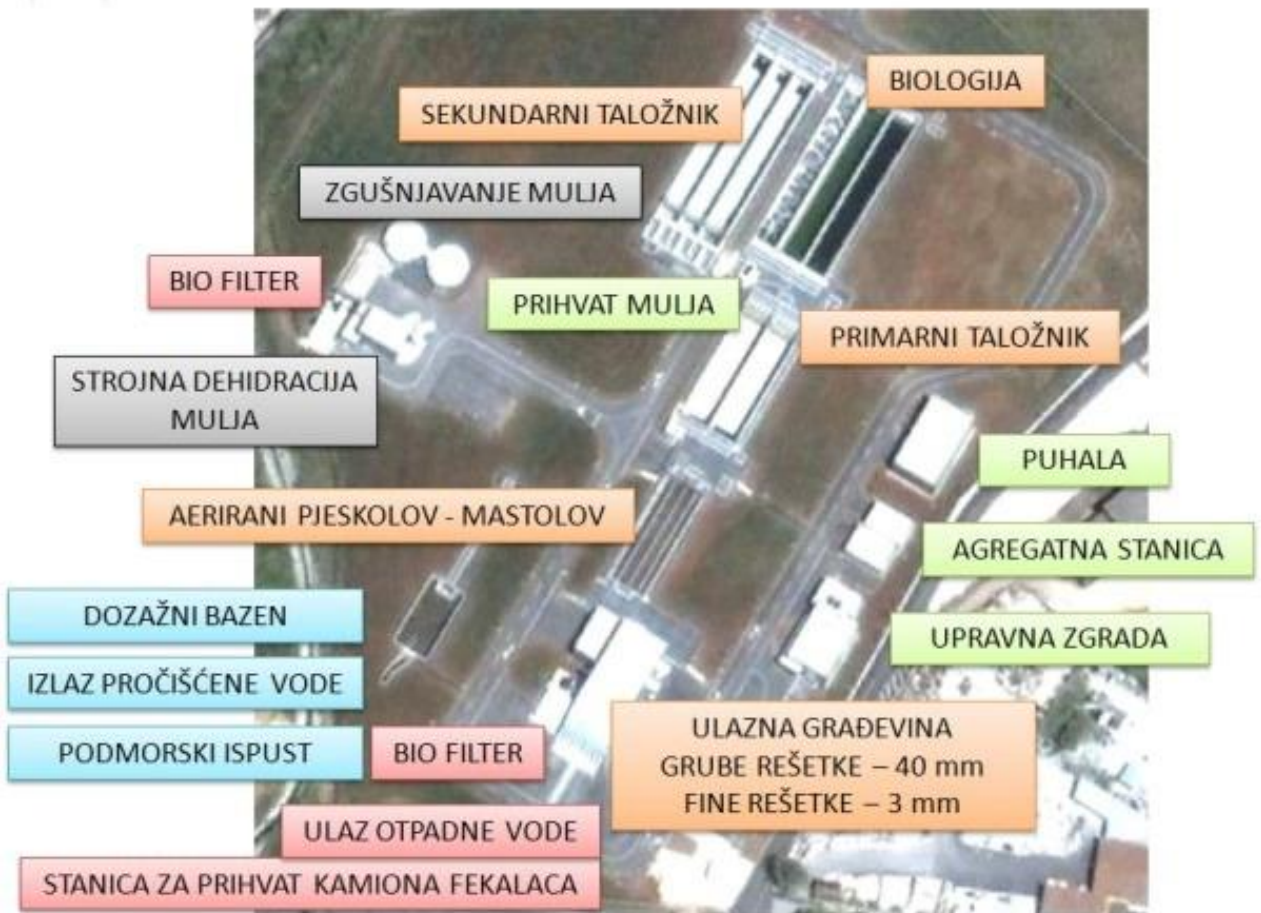 BIOLOGIJA
SEKUNDARNI TALOŽNIK
ZGUŠNJAVANJE MULJA
BIO FILTER
PRIHVAT MULJA
PRIMARNI TALOŽNIK
STROJNA DEHIDRACIJA
MULJA
PUHALA
AERIRANI PJESKOLOV - MASTOLOV
AGREGATNA STANICA
DOZAŽNI BAZEN
UPRAVNA ZGRADA
IZLAZ PROČIŠĆENE VODE
PODMORSKI ISPUST
BIO FILTER
ULAZNA GRAĐEVINA
GRUBE REŠETKE – 40 mm
FINE REŠETKE – 3 mm
ULAZ OTPADNE VODE
STANICA ZA PRIHVAT KAMIONA FEKALACA